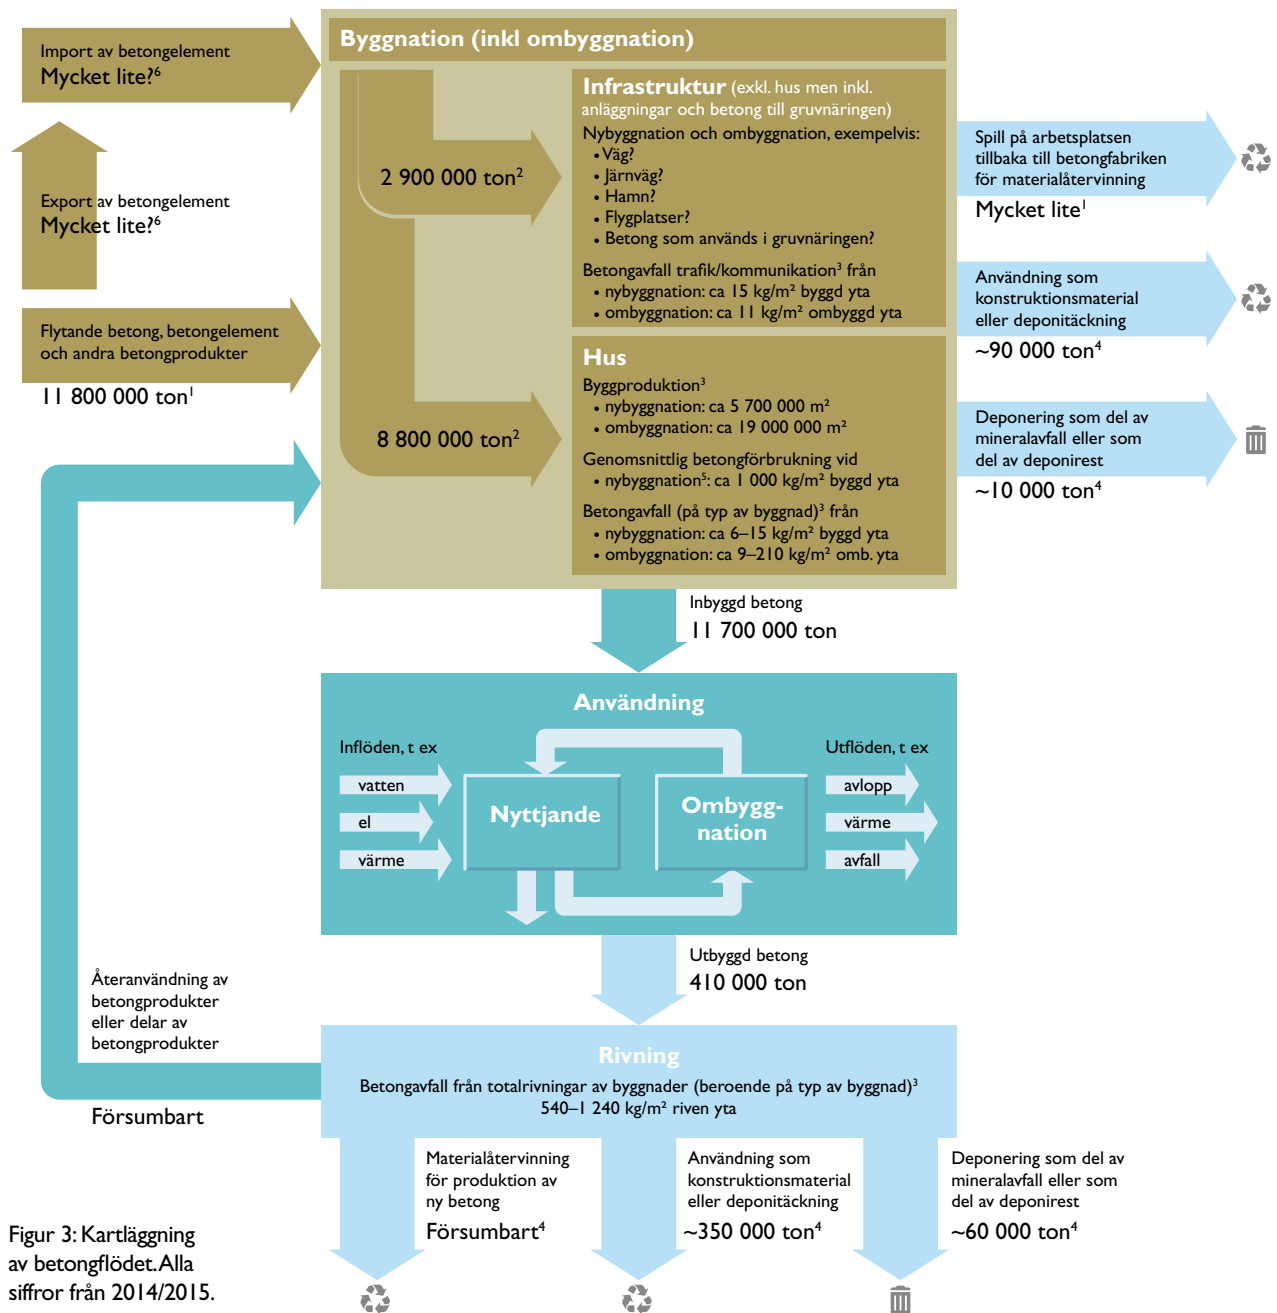 Import av betongelement
Mycket lite?⁶
Export av betongelement
Mycket lite?⁶
Flytande betong, betongelement
och andra betongprodukter
11 800 000 ton¹
Byggnation (inkl ombyggnation)
2 900 000 ton²
8 800 000 ton²
Infrastruktur (exkl. hus men inkl.
anläggningar och betong till gruvnäringen)
Nybyggnation och ombyggnation, exempelvis:
• Väg?
• Järnväg?
• Hamn?
• Flygplatser?
• Betong som används i gruvnäringen?
Betongavfall trafik/kommunikation³ från
• nybyggnation: ca 15 kg/m² byggd yta
• ombyggnation: ca 11 kg/m² ombyggd yta
Hus
Byggproduktion³
• nybyggnation: ca 5 700 000 m²
• ombyggnation: ca 19 000 000 m²
Genomsnittlig betongförbrukning vid
• nybyggnation⁵: ca 1 000 kg/m² byggd yta
Betongavfall (på typ av byggnad)³ från
• nybyggnation: ca 6–15 kg/m² byggd yta
• ombyggnation: ca 9–210 kg/m² omb. yta
Spill på arbetsplatsen
tillbaka till betongfabriken
för materialåtervinning
Mycket lite¹
Användning som
konstruktionsmaterial
eller deponitäckning
~90 000 ton⁴
Deponering som del av
mineralavfall eller som
del av deponirest
~10 000 ton⁴
Inbyggd betong
11 700 000 ton
Användning
Inflöden, t ex
vatten
el
värme
Nyttjande
Ombygg-
nation
Utflöden, t ex
avlopp
värme
avfall
Utbyggd betong
410 000 ton
Återanvändning av
betongprodukter
eller delar av
betongprodukter
Försumbart
Rivning
Betongavfall från totalrivningar av byggnader (beroende på typ av byggnad)³
540–1 240 kg/m² riven yta
Materialåtervinning
för produktion av
ny betong
Försumbart⁴
Användning som
konstruktionsmaterial
eller deponitäckning
~350 000 ton⁴
Deponering som del av
mineralavfall eller som
del av deponirest
~60 000 ton⁴
Figur 3: Kartläggning
av betongflödet. Alla
siffror från 2014/2015.